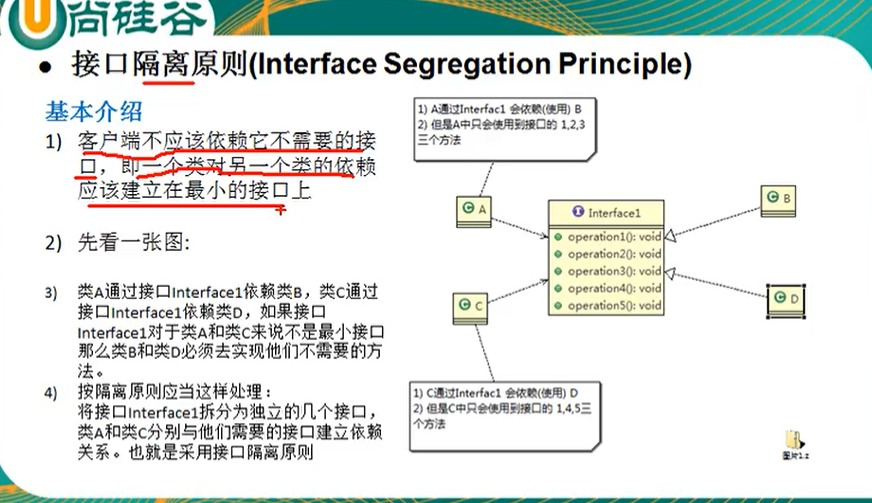 尚硅谷
• 接口隔离原则(Interface Segregation Principle)
基本介绍
1) 客户端不应该依赖它不需要的接
口，即一个类对另一个类的依赖
应该建立在最小的接口上
2) 先看一张图:
3) 类A通过接口Interface1依赖类B，类C通过
接口Interface1依赖类D，如果接口
Interface1对于类A和类C来说不是最小接口
那么类B和类D必须去实现他们不需要的方
法。
4) 按隔离原则应当这样处理：
将接口Interface1拆分为独立的几个接口，
类A和类C分别与他们需要的接口建立依赖
关系。也就是采用接口隔离原则
1) A通过Interfac1 会依赖(使用) B
2) 但是A中只会使用到接口的 1,2,3
三个方法
C A
I Interface1
operation1(): void
operation2(): void
operation3(): void
operation4(): void
operation5(): void
C B
C C
C D
1) C通过Interfac1 会依赖(使用) D
2) 但是C中只会使用到接口的 1,4,5三
个方法
图片1.z